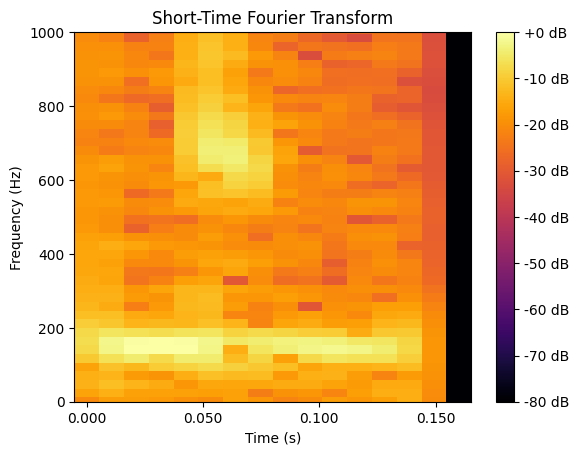 Short-Time Fourier Transform
1000
800
600
400
200
0
Frequency (Hz)
0.000
0.050
0.100
0.150
Time (s)
+0 dB
-10 dB
-20 dB
-30 dB
-40 dB
-50 dB
-60 dB
-70 dB
-80 dB